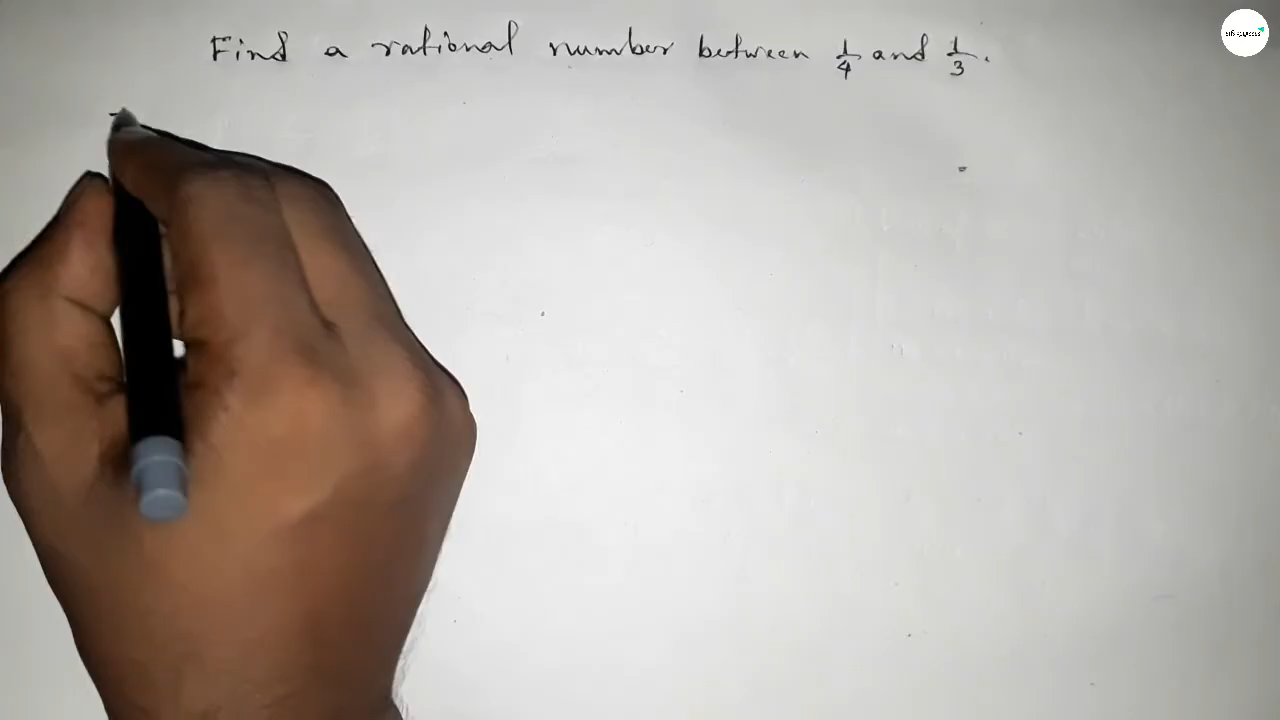 Find a rational number between 1/4 and 1/3.